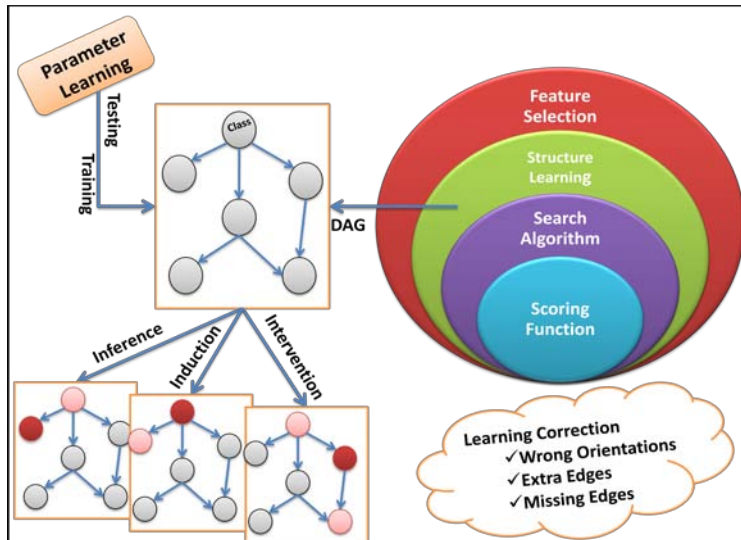 Parameter
Learning
Testing
Training
Class
DAG
Feature
Selection
Structure
Learning
Search
Algorithm
Scoring
Function
Inference
Induction
Intervention
Learning Correction
✓Wrong Orientations
✓Extra Edges
✓Missing Edges